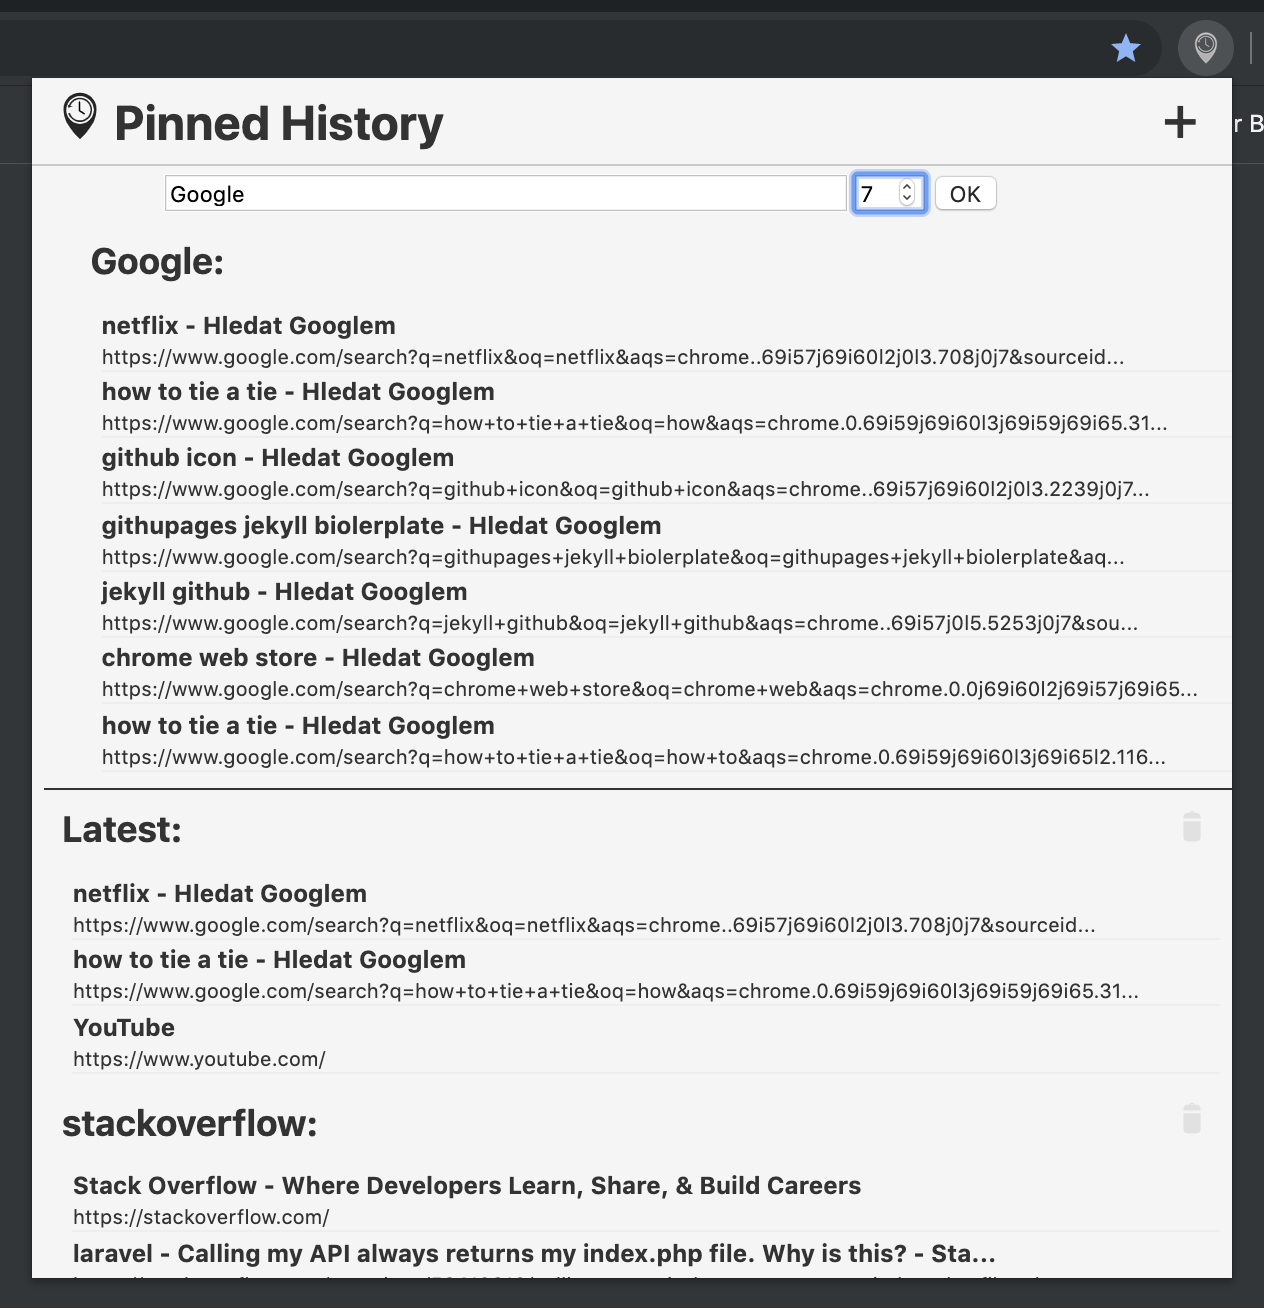 r B
Pinned History
Google 7 OK
Google:
netflix - Hledat Googlem
https://www.google.com/search?q=netflix&oq=netflix&aqs=chrome..69i57j69i60l2j0l3.708j0j7&sourceid...
how to tie a tie - Hledat Googlem
https://www.google.com/search?q=how+to+tie+a+tie&oq=how&aqs=chrome.0.69i59j69i60l3j69i59j69i65.31...
github icon - Hledat Googlem
https://www.google.com/search?q=github+icon&oq=github+icon&aqs=chrome..69i57j69i60l2j0l3.2239j0j7...
githupages jekyll biolerplate - Hledat Googlem
https://www.google.com/search?q=githupages+jekyll+biolerplate&oq=githupages+jekyll+biolerplate&aq...
jekyll github - Hledat Googlem
https://www.google.com/search?q=jekyll+github&oq=jekyll+github&aqs=chrome..69i57j0l5.5253j0j7&sou...
chrome web store - Hledat Googlem
https://www.google.com/search?q=chrome+web+store&oq=chrome+web&aqs=chrome.0.0j69i60l2j69i57j69i65...
how to tie a tie - Hledat Googlem
https://www.google.com/search?q=how+to+tie+a+tie&oq=how+to&aqs=chrome.0.69i59j69i60l3j69i65l2.116...
Latest:
netflix - Hledat Googlem
https://www.google.com/search?q=netflix&oq=netflix&aqs=chrome..69i57j69i60l2j0l3.708j0j7&sourceid...
how to tie a tie - Hledat Googlem
https://www.google.com/search?q=how+to+tie+a+tie&oq=how&aqs=chrome.0.69i59j69i60l3j69i59j69i65.31...
YouTube
https://www.youtube.com/
stackoverflow:
Stack Overflow - Where Developers Learn, Share, & Build Careers
https://stackoverflow.com/
laravel - Calling my API always returns my index.php file. Why is this? - Sta...